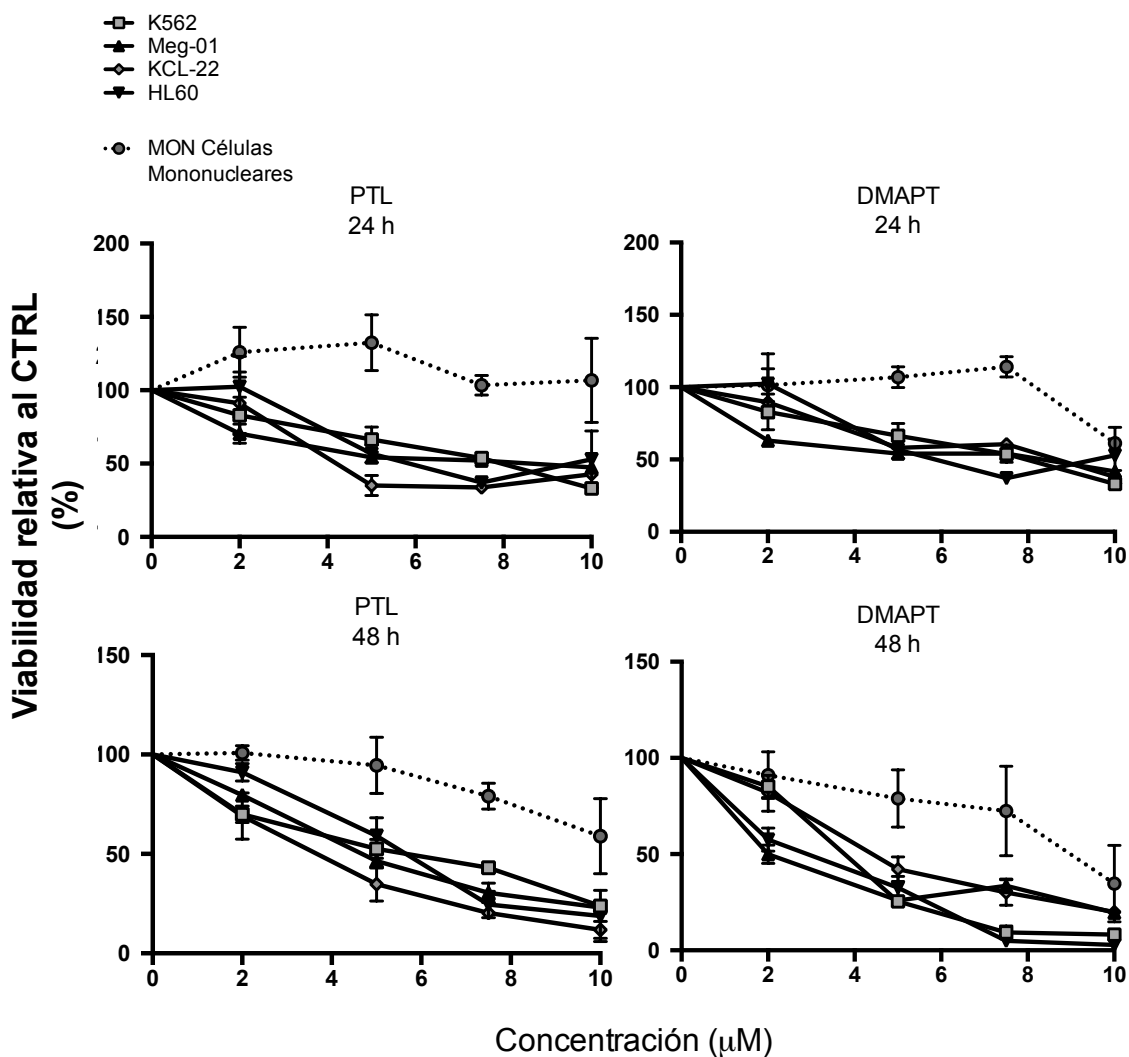 K562
Meg-01
KCL-22
HL60
MON Células
Mononucleares
Viabilidad relativa al CTRL
(%)
PTL
24 h
200
150
100
50
0
0 2 4 6 8 10
DMAPT
24 h
200
150
100
50
0
0 2 4 6 8 10
PTL
48 h
150
100
50
0
0 2 4 6 8 10
DMAPT
48 h
150
100
50
0
0 2 4 6 8 10
Concentración (μM)